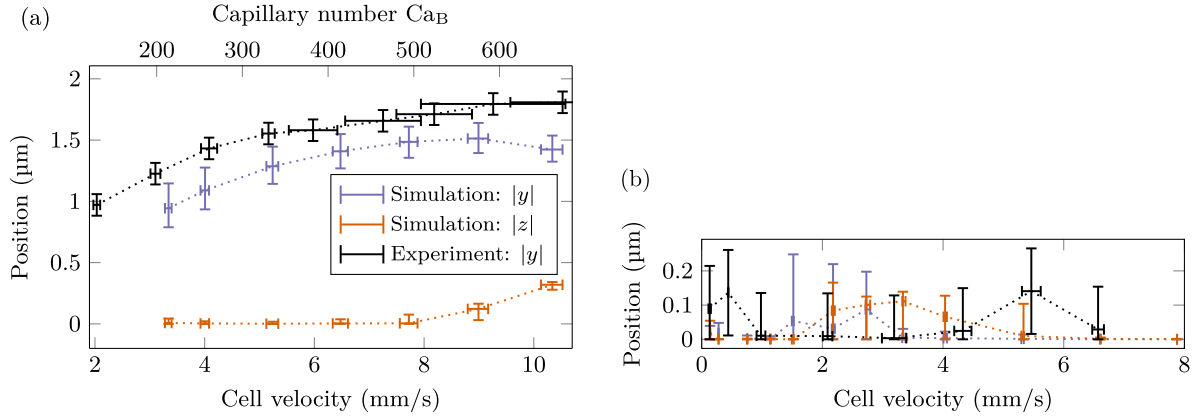 (a)
Capillary number Ca_B
200 300 400 500 600
Position (µm)
2
1.5
1
0.5
0
Simulation: |y|
Simulation: |z|
Experiment: |y|
2 4 6 8 10
Cell velocity (mm/s)
(b)
Position (µm)
0.2
0.1
0
0 2 4 6 8
Cell velocity (mm/s)